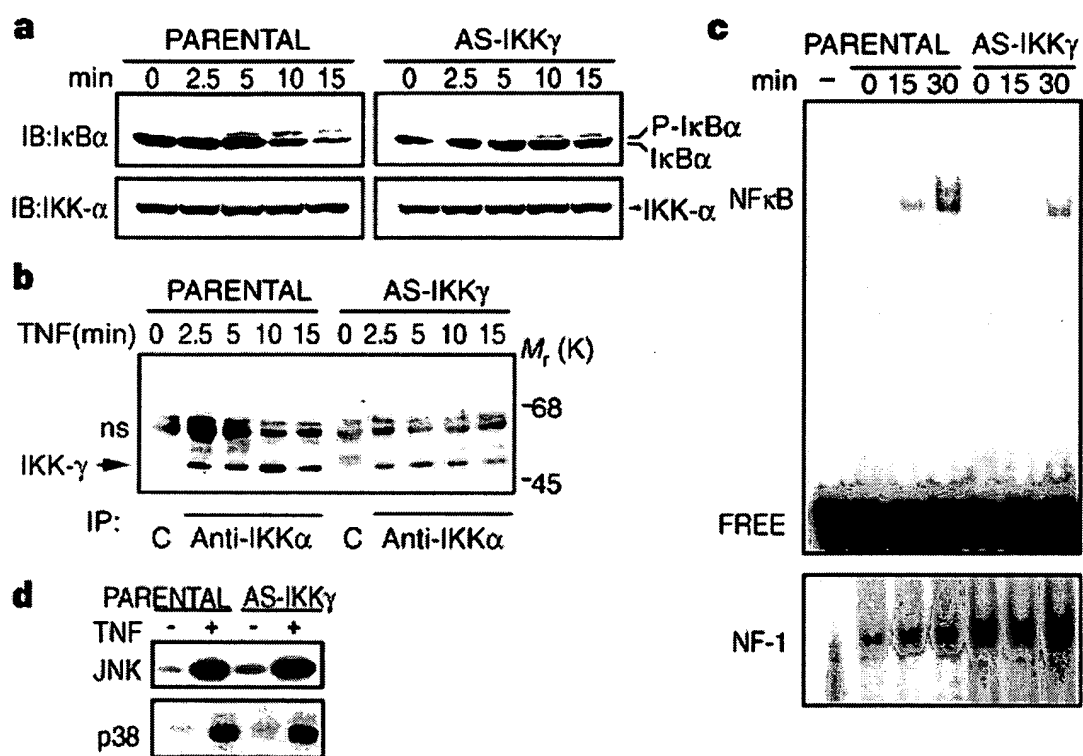 a
PARENTAL AS-IKKγ
min 0 2.5 5 10 15 0 2.5 5 10 15
IB:IκBα P-IκBα
IκBα
IB:IKK-α IKK-α
b
PARENTAL AS-IKKγ
TNF(min) 0 2.5 5 10 15 0 2.5 5 10 15 Mr (K)
68
ns
IKK-γ
45
IP: C Anti-IKKα C Anti-IKKα
c
PARENTAL AS-IKKγ
min – 0 15 30 0 15 30
NFκB
FREE
NF-1
d
PARENTAL AS-IKKγ
TNF - + - +
JNK
p38